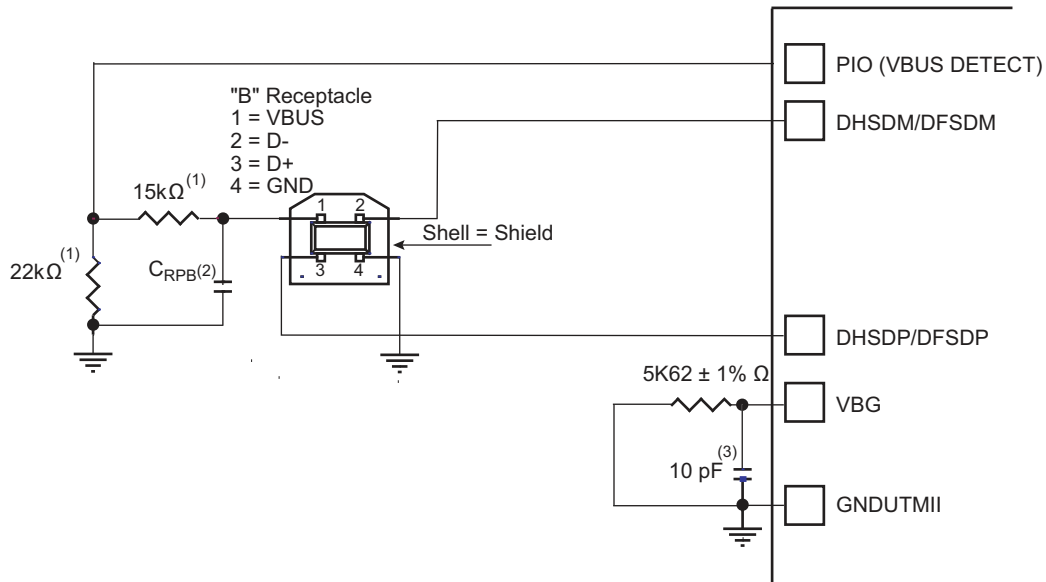 PIO (VBUS DETECT)
"B" Receptacle
1 = VBUS
2 = D-
3 = D+
4 = GND
DHSDM/DFSDM
15kΩ(1)
1 2
Shell = Shield
22kΩ(1)
CRPB(2)
3 4
DHSDP/DFSDP
5K62 ± 1% Ω
VBG
10 pF(3)
GNDUTMII